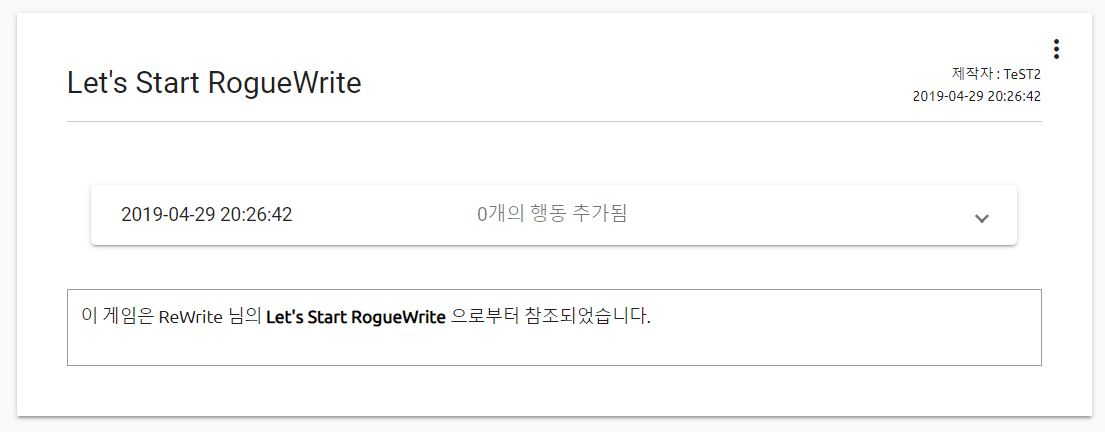 Let's Start RogueWrite
제작자 : TeST2
2019-04-29 20:26:42
2019-04-29 20:26:42 0개의 행동 추가됨
이 게임은 ReWrite 님의 Let's Start RogueWrite 으로부터 참조되었습니다.